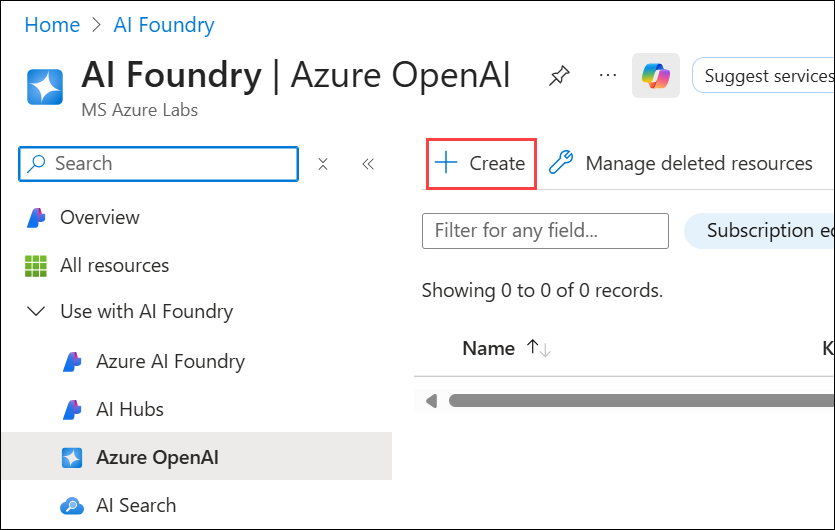 Home > AI Foundry
AI Foundry | Azure OpenAI
MS Azure Labs
Suggest services
Search
Create
Manage deleted resources
Overview
All resources
Use with AI Foundry
Azure AI Foundry
AI Hubs
Azure OpenAI
AI Search
Filter for any field...
Subscription e
Showing 0 to 0 of 0 records.
Name
K